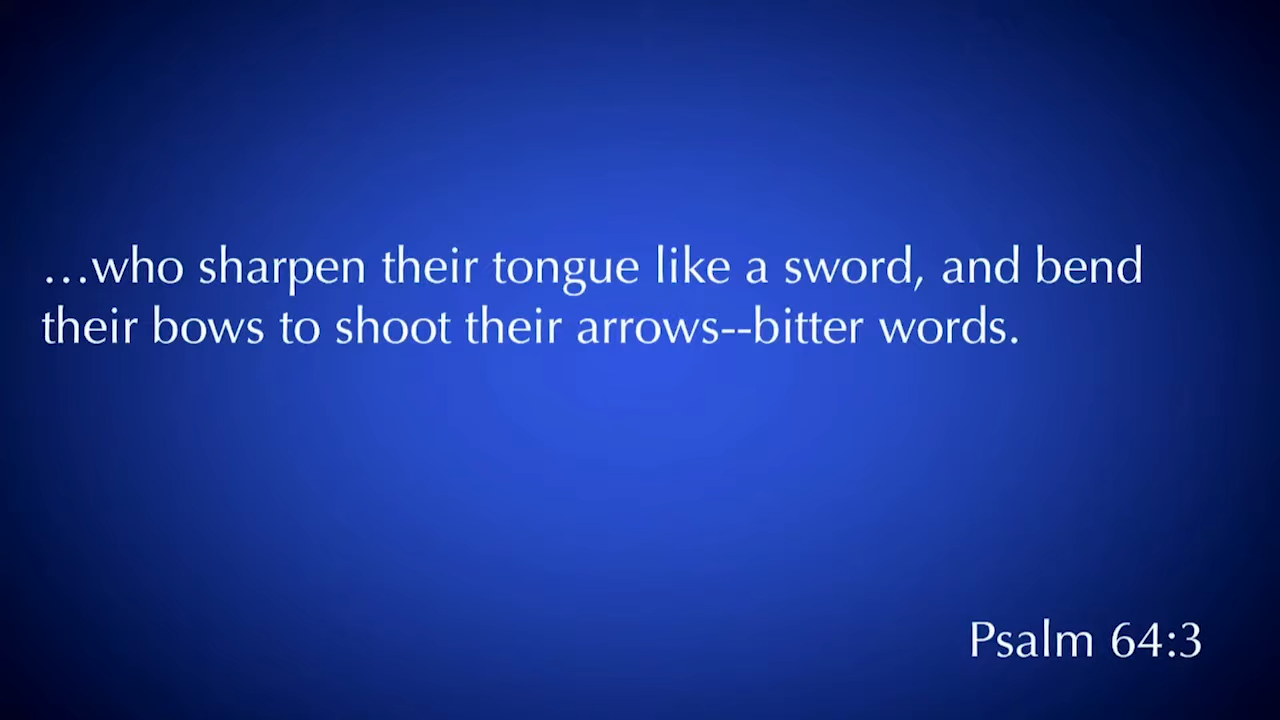 …who sharpen their tongue like a sword, and bend
their bows to shoot their arrows--bitter words.
Psalm 64:3